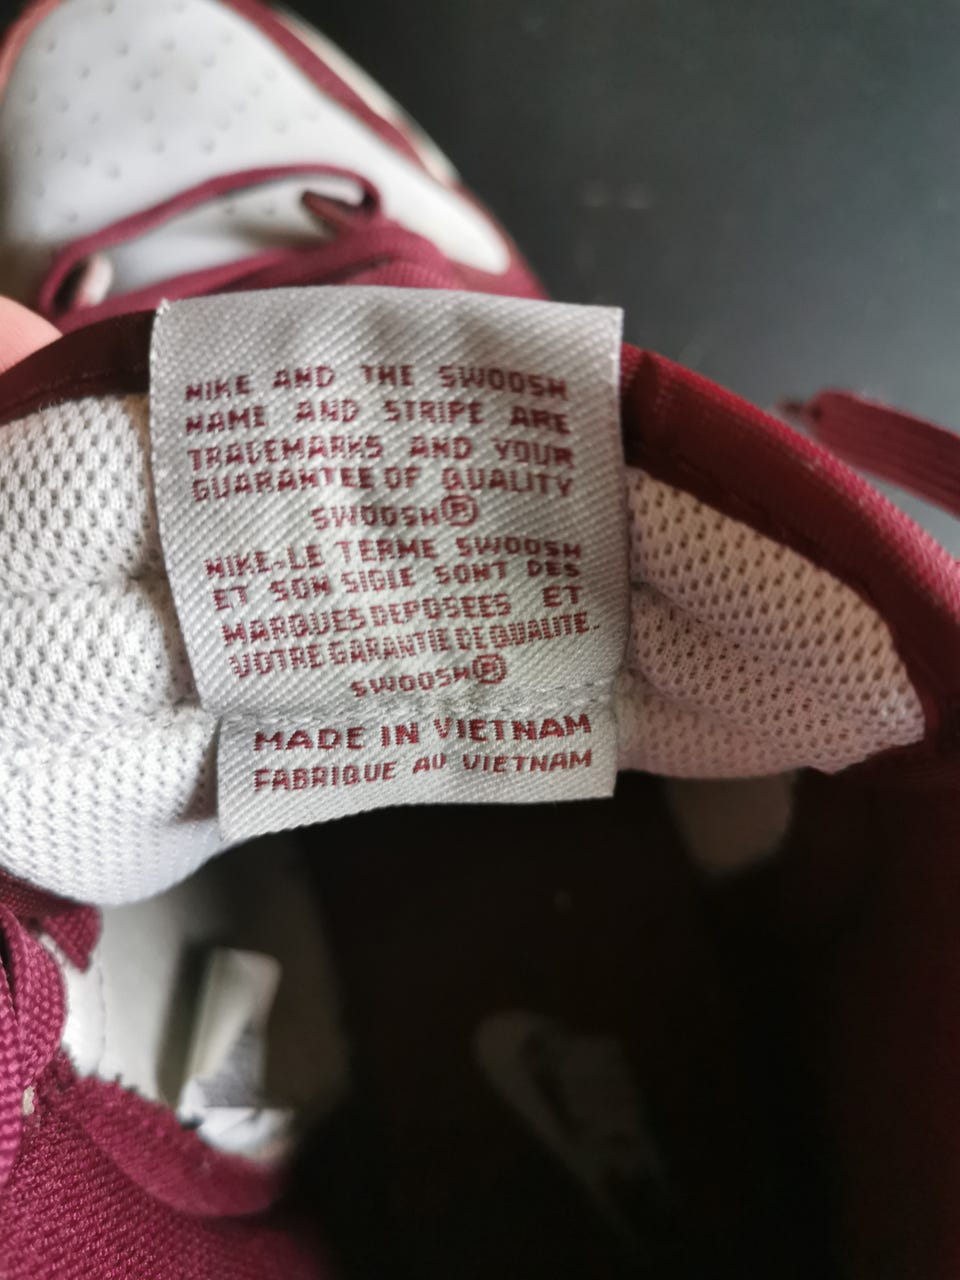 NIKE AND THE SWOOSH
NAME AND STRIPE ARE
TRADEMARKS AND YOUR
GUARANTEE OF QUALITY
SWOOSH®
NIKE-LE TERME SWOOSH
ET SON SIGLE SONT DES
MARQUES DEPOSEES ET
VOTRE GARANTIE DE QUALITE.
SWOOSH®
MADE IN VIETNAM
FABRIQUE AU VIETNAM